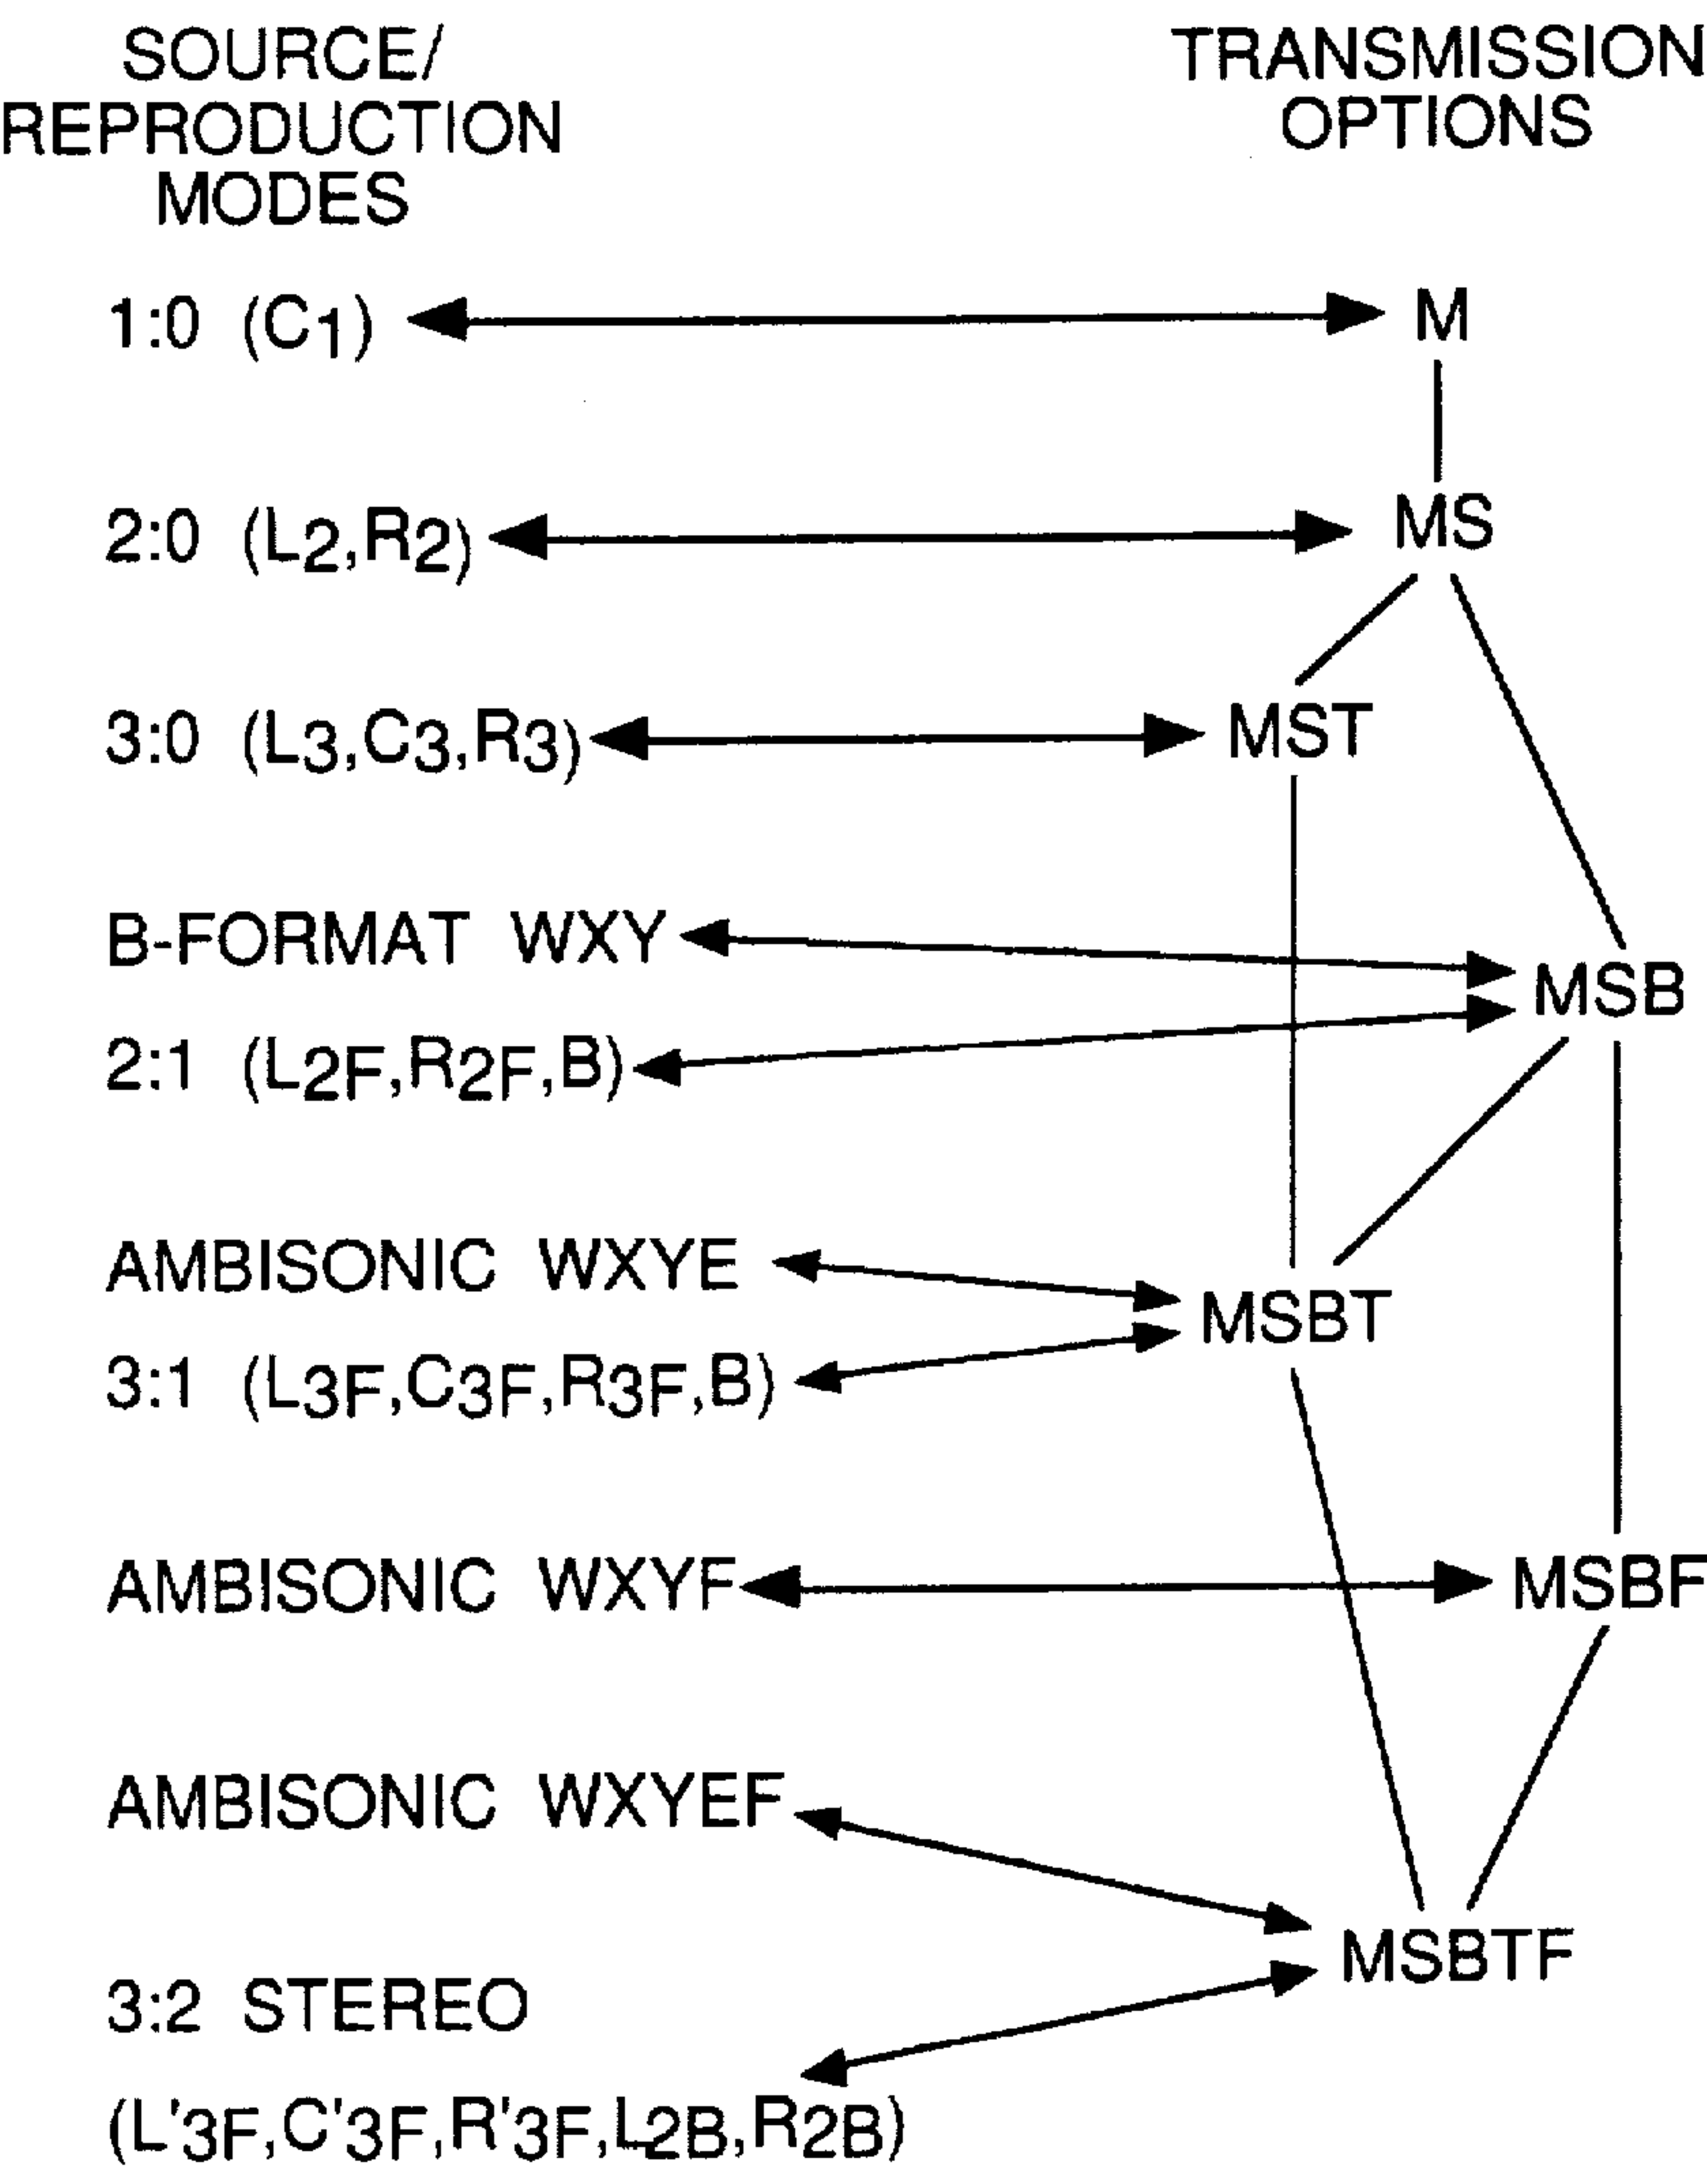 SOURCE/
REPRODUCTION
MODES
TRANSMISSION
OPTIONS
1:0 (C1)
M
2:0 (L2,R2)
MS
3:0 (L3,C3,R3)
MST
B-FORMAT WXY
MSB
2:1 (L2F,R2F,B)
AMBISONIC WXYE
MSBT
3:1 (L3F,C3F,R3F,B)
AMBISONIC WXYF
MSBF
AMBISONIC WXYEF
MSBTF
3:2 STEREO
(L'3F,C'3F,R'3F,L2B,R2B)